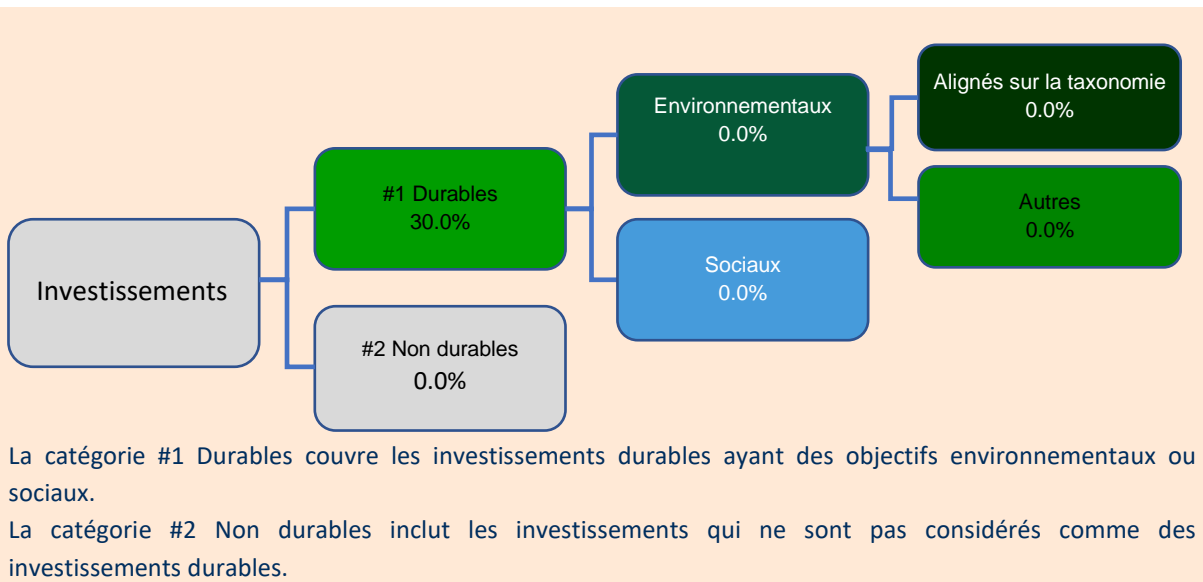 Investissements
#1 Durables
30.0%
#2 Non durables
0.0%
Environnementaux
0.0%
Sociaux
0.0%
Alignés sur la taxonomie
0.0%
Autres
0.0%
La catégorie #1 Durables couvre les investissements durables ayant des objectifs environnementaux ou
sociaux.
La catégorie #2 Non durables inclut les investissements qui ne sont pas considérés comme des
investissements durables.